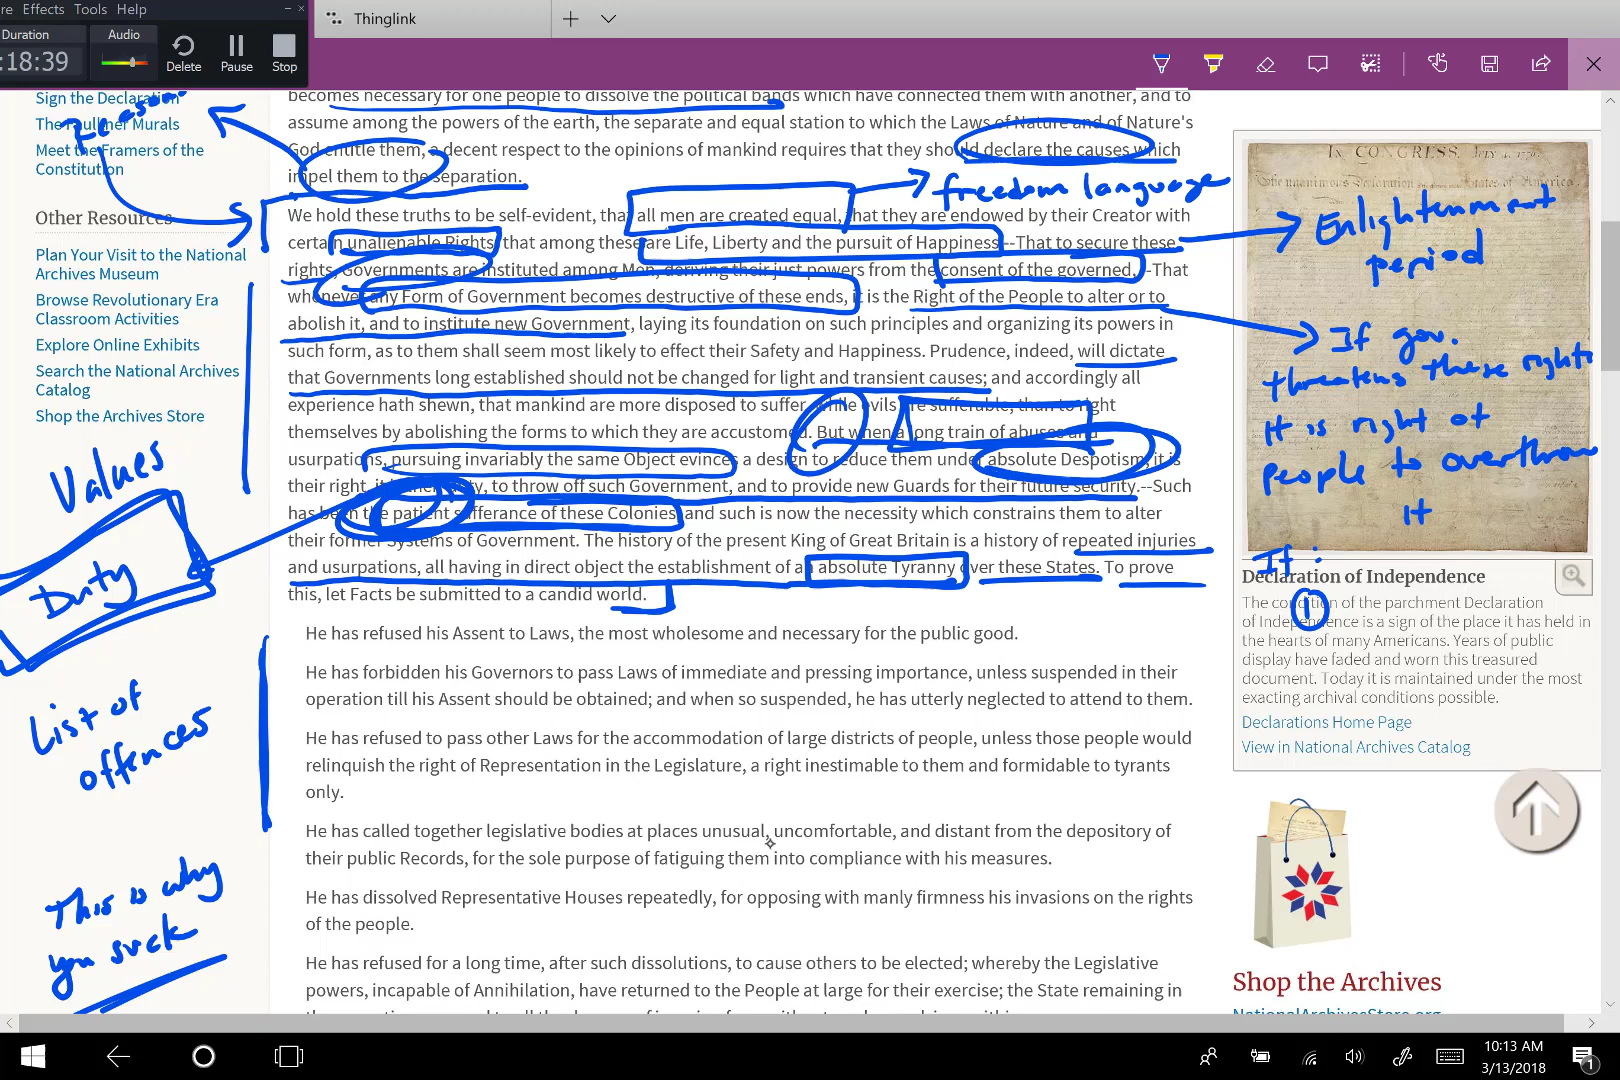 re Effects Tools Help
Duration
Audio
:18:39
Delete
Pause
Stop
Thinglink
Sign the Declaration
The Faulkner Murals
Meet the Framers of the
Constitution
Other Resources
Plan Your Visit to the National
Archives Museum
Browse Revolutionary Era
Classroom Activities
Explore Online Exhibits
Search the National Archives
Catalog
Shop the Archives Store
Values
Duty
List of
offences
This is why
you suck
becomes necessary for one people to dissolve the political bands which have connected them with another, and to
assume among the powers of the earth, the separate and equal station to which the Laws of Nature and of Nature's
God entitle them, a decent respect to the opinions of mankind requires that they should declare the causes which
impel them to the separation.
freedom language
We hold these truths to be self-evident, that all men are created equal, that they are endowed by their Creator with
certain unalienable Rights, that among these are Life, Liberty and the pursuit of Happiness.--That to secure these
rights, Governments are instituted among Men, deriving their just powers from the consent of the governed, --That
whenever any Form of Government becomes destructive of these ends, it is the Right of the People to alter or to
abolish it, and to institute new Government, laying its foundation on such principles and organizing its powers in
such form, as to them shall seem most likely to effect their Safety and Happiness. Prudence, indeed, will dictate
that Governments long established should not be changed for light and transient causes; and accordingly all
experience hath shewn, that mankind are more disposed to suffer, while evils are sufferable, than to right
themselves by abolishing the forms to which they are accustomed. But when a long train of abuses and
usurpations, pursuing invariably the same Object evinces a design to reduce them under absolute Despotism, it is
their right, it is their duty, to throw off such Government, and to provide new Guards for their future security.--Such
has been the patient sufferance of these Colonies; and such is now the necessity which constrains them to alter
their former Systems of Government. The history of the present King of Great Britain is a history of repeated injuries
and usurpations, all having in direct object the establishment of an absolute Tyranny over these States. To prove
this, let Facts be submitted to a candid world.
He has refused his Assent to Laws, the most wholesome and necessary for the public good.
He has forbidden his Governors to pass Laws of immediate and pressing importance, unless suspended in their
operation till his Assent should be obtained; and when so suspended, he has utterly neglected to attend to them.
He has refused to pass other Laws for the accommodation of large districts of people, unless those people would
relinquish the right of Representation in the Legislature, a right inestimable to them and formidable to tyrants
only.
He has called together legislative bodies at places unusual, uncomfortable, and distant from the depository of
their public Records, for the sole purpose of fatiguing them into compliance with his measures.
He has dissolved Representative Houses repeatedly, for opposing with manly firmness his invasions on the rights
of the people.
He has refused for a long time, after such dissolutions, to cause others to be elected; whereby the Legislative
powers, incapable of Annihilation, have returned to the People at large for their exercise; the State remaining in
IN CONGRESS, JULY 4, 1776.
Enlightenment
period
If gov.
threatens these rights
it is right of
people to overthrow
it
If:
1
Declaration of Independence
The condition of the parchment Declaration
of Independence is a sign of the place it has held in
the hearts of many Americans. Years of public
display have faded and worn this treasured
document. Today it is maintained under the most
exacting archival conditions possible.
Declarations Home Page
View in National Archives Catalog
Shop the Archives
10:13 AM
3/13/2018
1